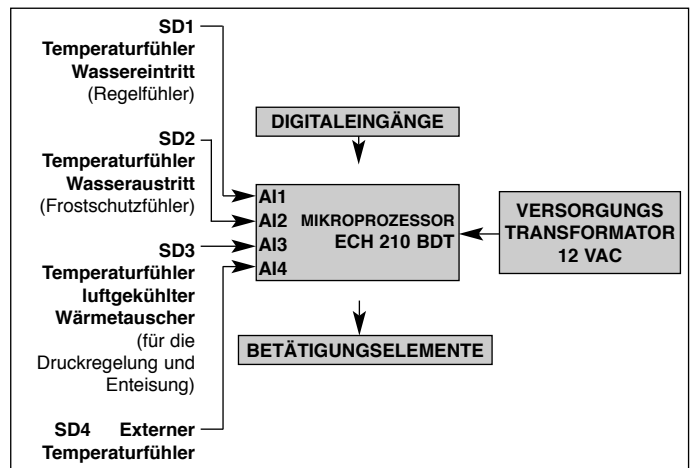 SD1
Temperaturfühler
Wassereintritt
(Regelfühler)
SD2
Temperaturfühler
Wasseraustritt
(Frostschutzfühler)
SD3
Temperaturfühler
luftgekühlter
Wärmetauscher
(für die
Druckregelung und
Enteisung)
SD4 Externer
Temperaturfühler
DIGITALEINGÄNGE
AI1
AI2 MIKROPROZESSOR
AI3 ECH 210 BDT
AI4
VERSORGUNGS
TRANSFORMATOR
12 VAC
BETÄTIGUNGSELEMENTE